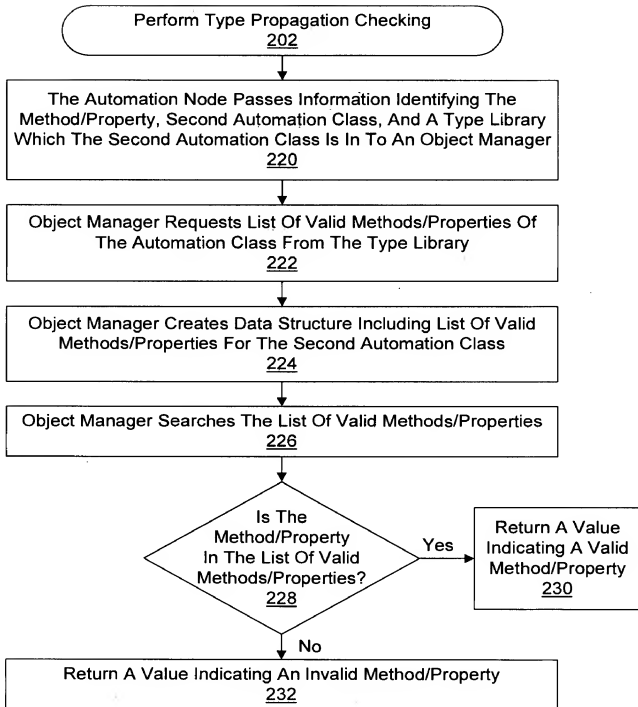 Perform Type Propagation Checking
202
The Automation Node Passes Information Identifying The
Method/Property, Second Automation Class, And A Type Library
Which The Second Automation Class Is In To An Object Manager
220
Object Manager Requests List Of Valid Methods/Properties Of
The Automation Class From The Type Library
222
Object Manager Creates Data Structure Including List Of Valid
Methods/Properties For The Second Automation Class
224
Object Manager Searches The List Of Valid Methods/Properties
226
Is The
Method/Property
In The List Of Valid
Methods/Properties?
228
Yes
Return A Value
Indicating A Valid
Method/Property
230
No
Return A Value Indicating An Invalid Method/Property
232